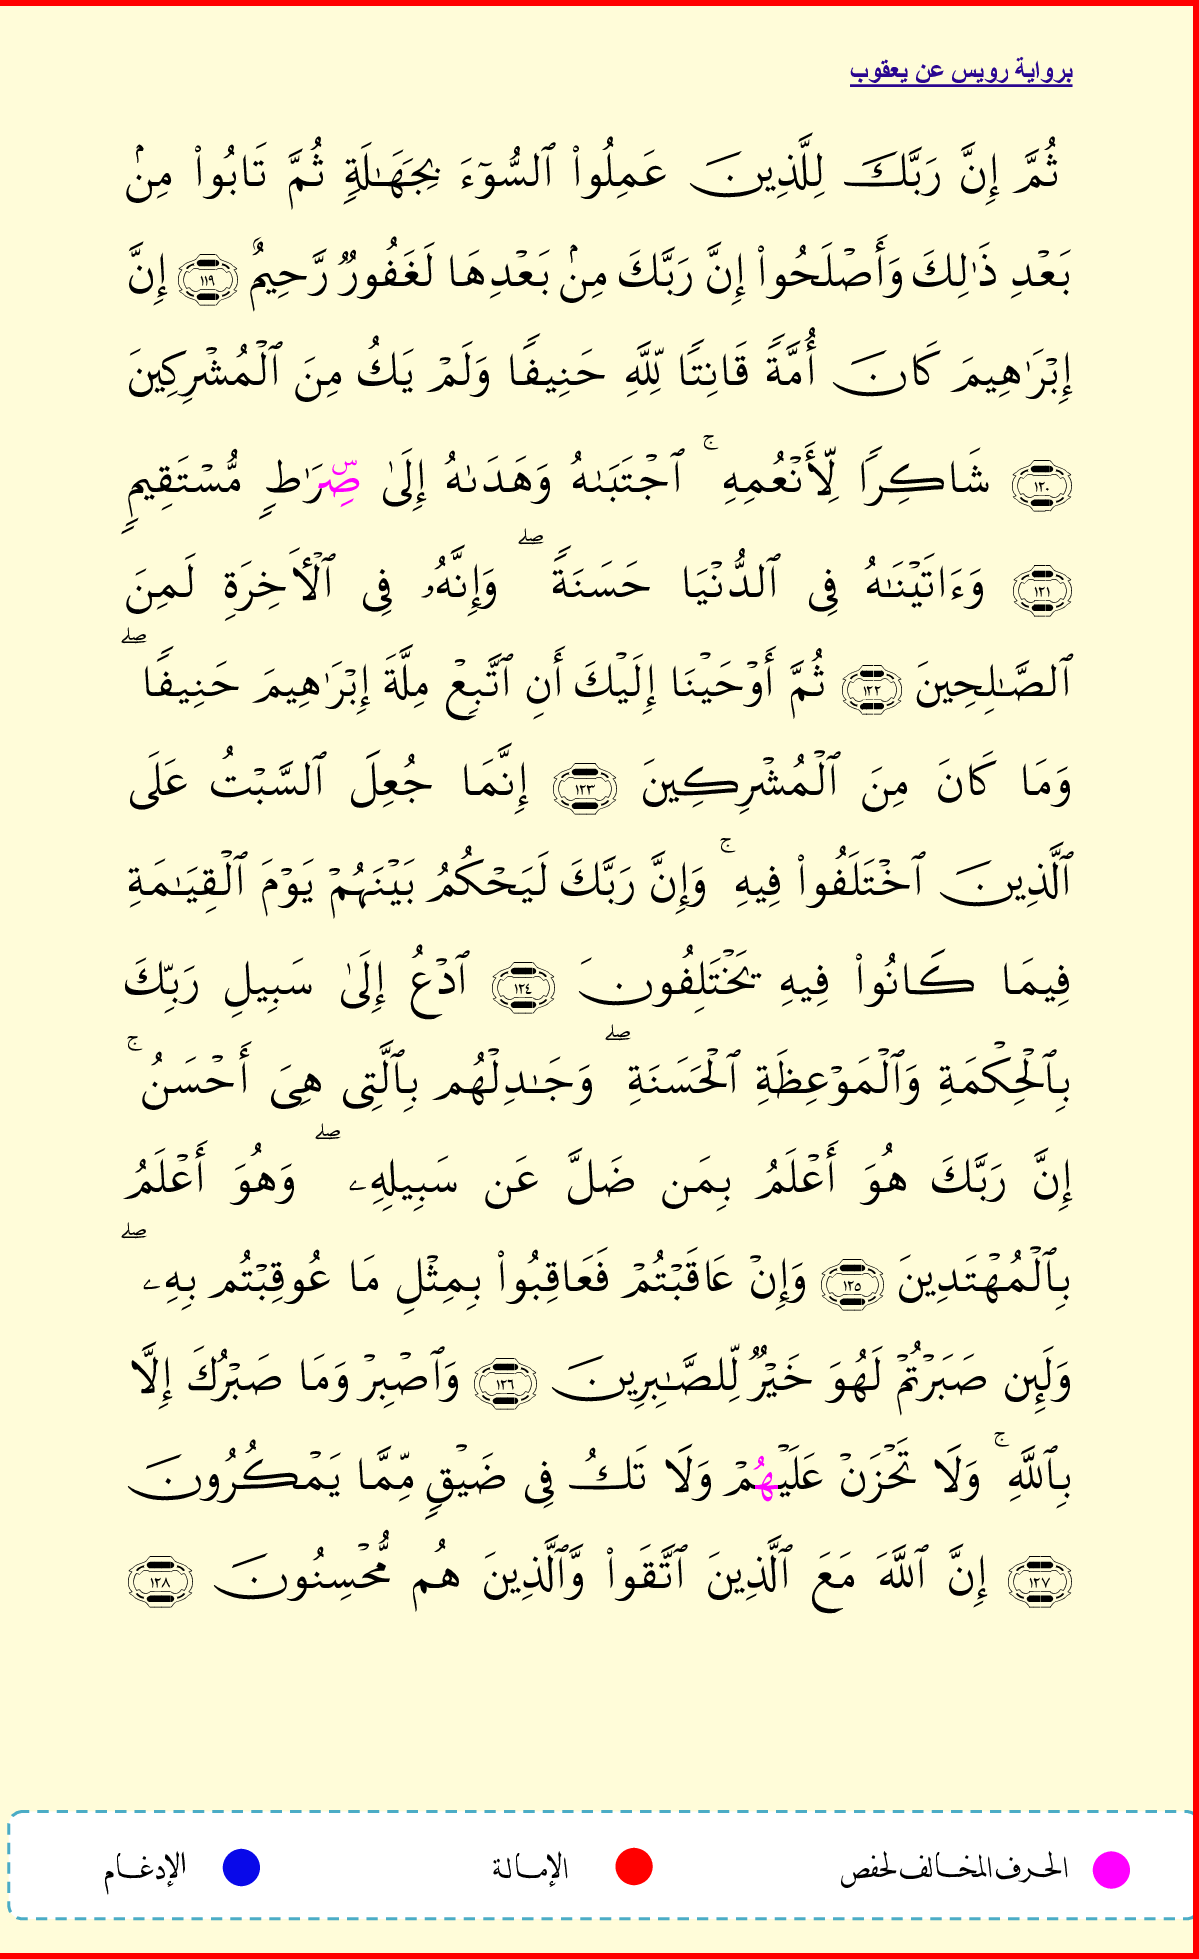 برواية رويس عن يعقوب
ثُمَّ إِنَّ رَبَّكَ لِلَّذِينَ عَمِلُواْ ٱلسُّوٓءَ بِجَهَٰلَةٖ ثُمَّ تَابُواْ مِنۢ
بَعۡدِ ذَٰلِكَ وَأَصۡلَحُوٓاْ إِنَّ رَبَّكَ مِنۢ بَعۡدِهَا لَغَفُورٞ رَّحِيمٌ ١١٩ إِنَّ
إِبۡرَٰهِيمَ كَانَ أُمَّةٗ قَانِتٗا لِّلَّهِ حَنِيفٗا وَلَمۡ يَكُ مِنَ ٱلۡمُشۡرِكِينَ
١٢٠ شَاكِرٗا لِّأَنۡعُمِهِۚ ٱجۡتَبَىٰهُ وَهَدَىٰهُ إِلَىٰ صِۜرَٰطٖ مُّسۡتَقِيمٖ
١٢١ وَءَاتَيۡنَٰهُ فِي ٱلدُّنۡيَا حَسَنَةٗۖ وَإِنَّهُۥ فِي ٱلۡأٓخِرَةِ لَمِنَ
ٱلصَّٰلِحِينَ ١٢٢ ثُمَّ أَوۡحَيۡنَا إِلَيۡكَ أَنِ ٱتَّبِعۡ مِلَّةَ إِبۡرَٰهِيمَ حَنِيفٗاۖ
وَمَا كَانَ مِنَ ٱلۡمُشۡرِكِينَ ١٢٣ إِنَّمَا جُعِلَ ٱلسَّبۡتُ عَلَى
ٱلَّذِينَ ٱخۡتَلَفُواْ فِيهِۚ وَإِنَّ رَبَّكَ لَيَحۡكُمُ بَيۡنَهُمۡ يَوۡمَ ٱلۡقِيَٰمَةِ
فِيمَا كَانُواْ فِيهِ يَخۡتَلِفُونَ ١٢٤ ٱدۡعُ إِلَىٰ سَبِيلِ رَبِّكَ
بِٱلۡحِكۡمَةِ وَٱلۡمَوۡعِظَةِ ٱلۡحَسَنَةِۖ وَجَٰدِلۡهُم بِٱلَّتِي هِيَ أَحۡسَنُۚ
إِنَّ رَبَّكَ هُوَ أَعۡلَمُ بِمَن ضَلَّ عَن سَبِيلِهِۦۖ وَهُوَ أَعۡلَمُ
بِٱلۡمُهۡتَدِينَ ١٢٥ وَإِنۡ عَاقَبۡتُمۡ فَعَاقِبُواْ بِمِثۡلِ مَا عُوقِبۡتُم بِهِۦۖ
وَلَئِن صَبَرۡتُمۡ لَهُوَ خَيۡرٞ لِّلصَّٰبِرِينَ ١٢٦ وَٱصۡبِرۡ وَمَا صَبۡرُكَ إِلَّا
بِٱللَّهِۚ وَلَا تَحۡزَنۡ عَلَيۡهُمۡ وَلَا تَكُ فِي ضَيۡقٖ مِّمَّا يَمۡكُرُونَ
١٢٧ إِنَّ ٱللَّهَ مَعَ ٱلَّذِينَ ٱتَّقَواْ وَّٱلَّذِينَ هُم مُّحۡسِنُونَ ١٢٨
الحرف المخالف لحفص الإمالة الإدغام